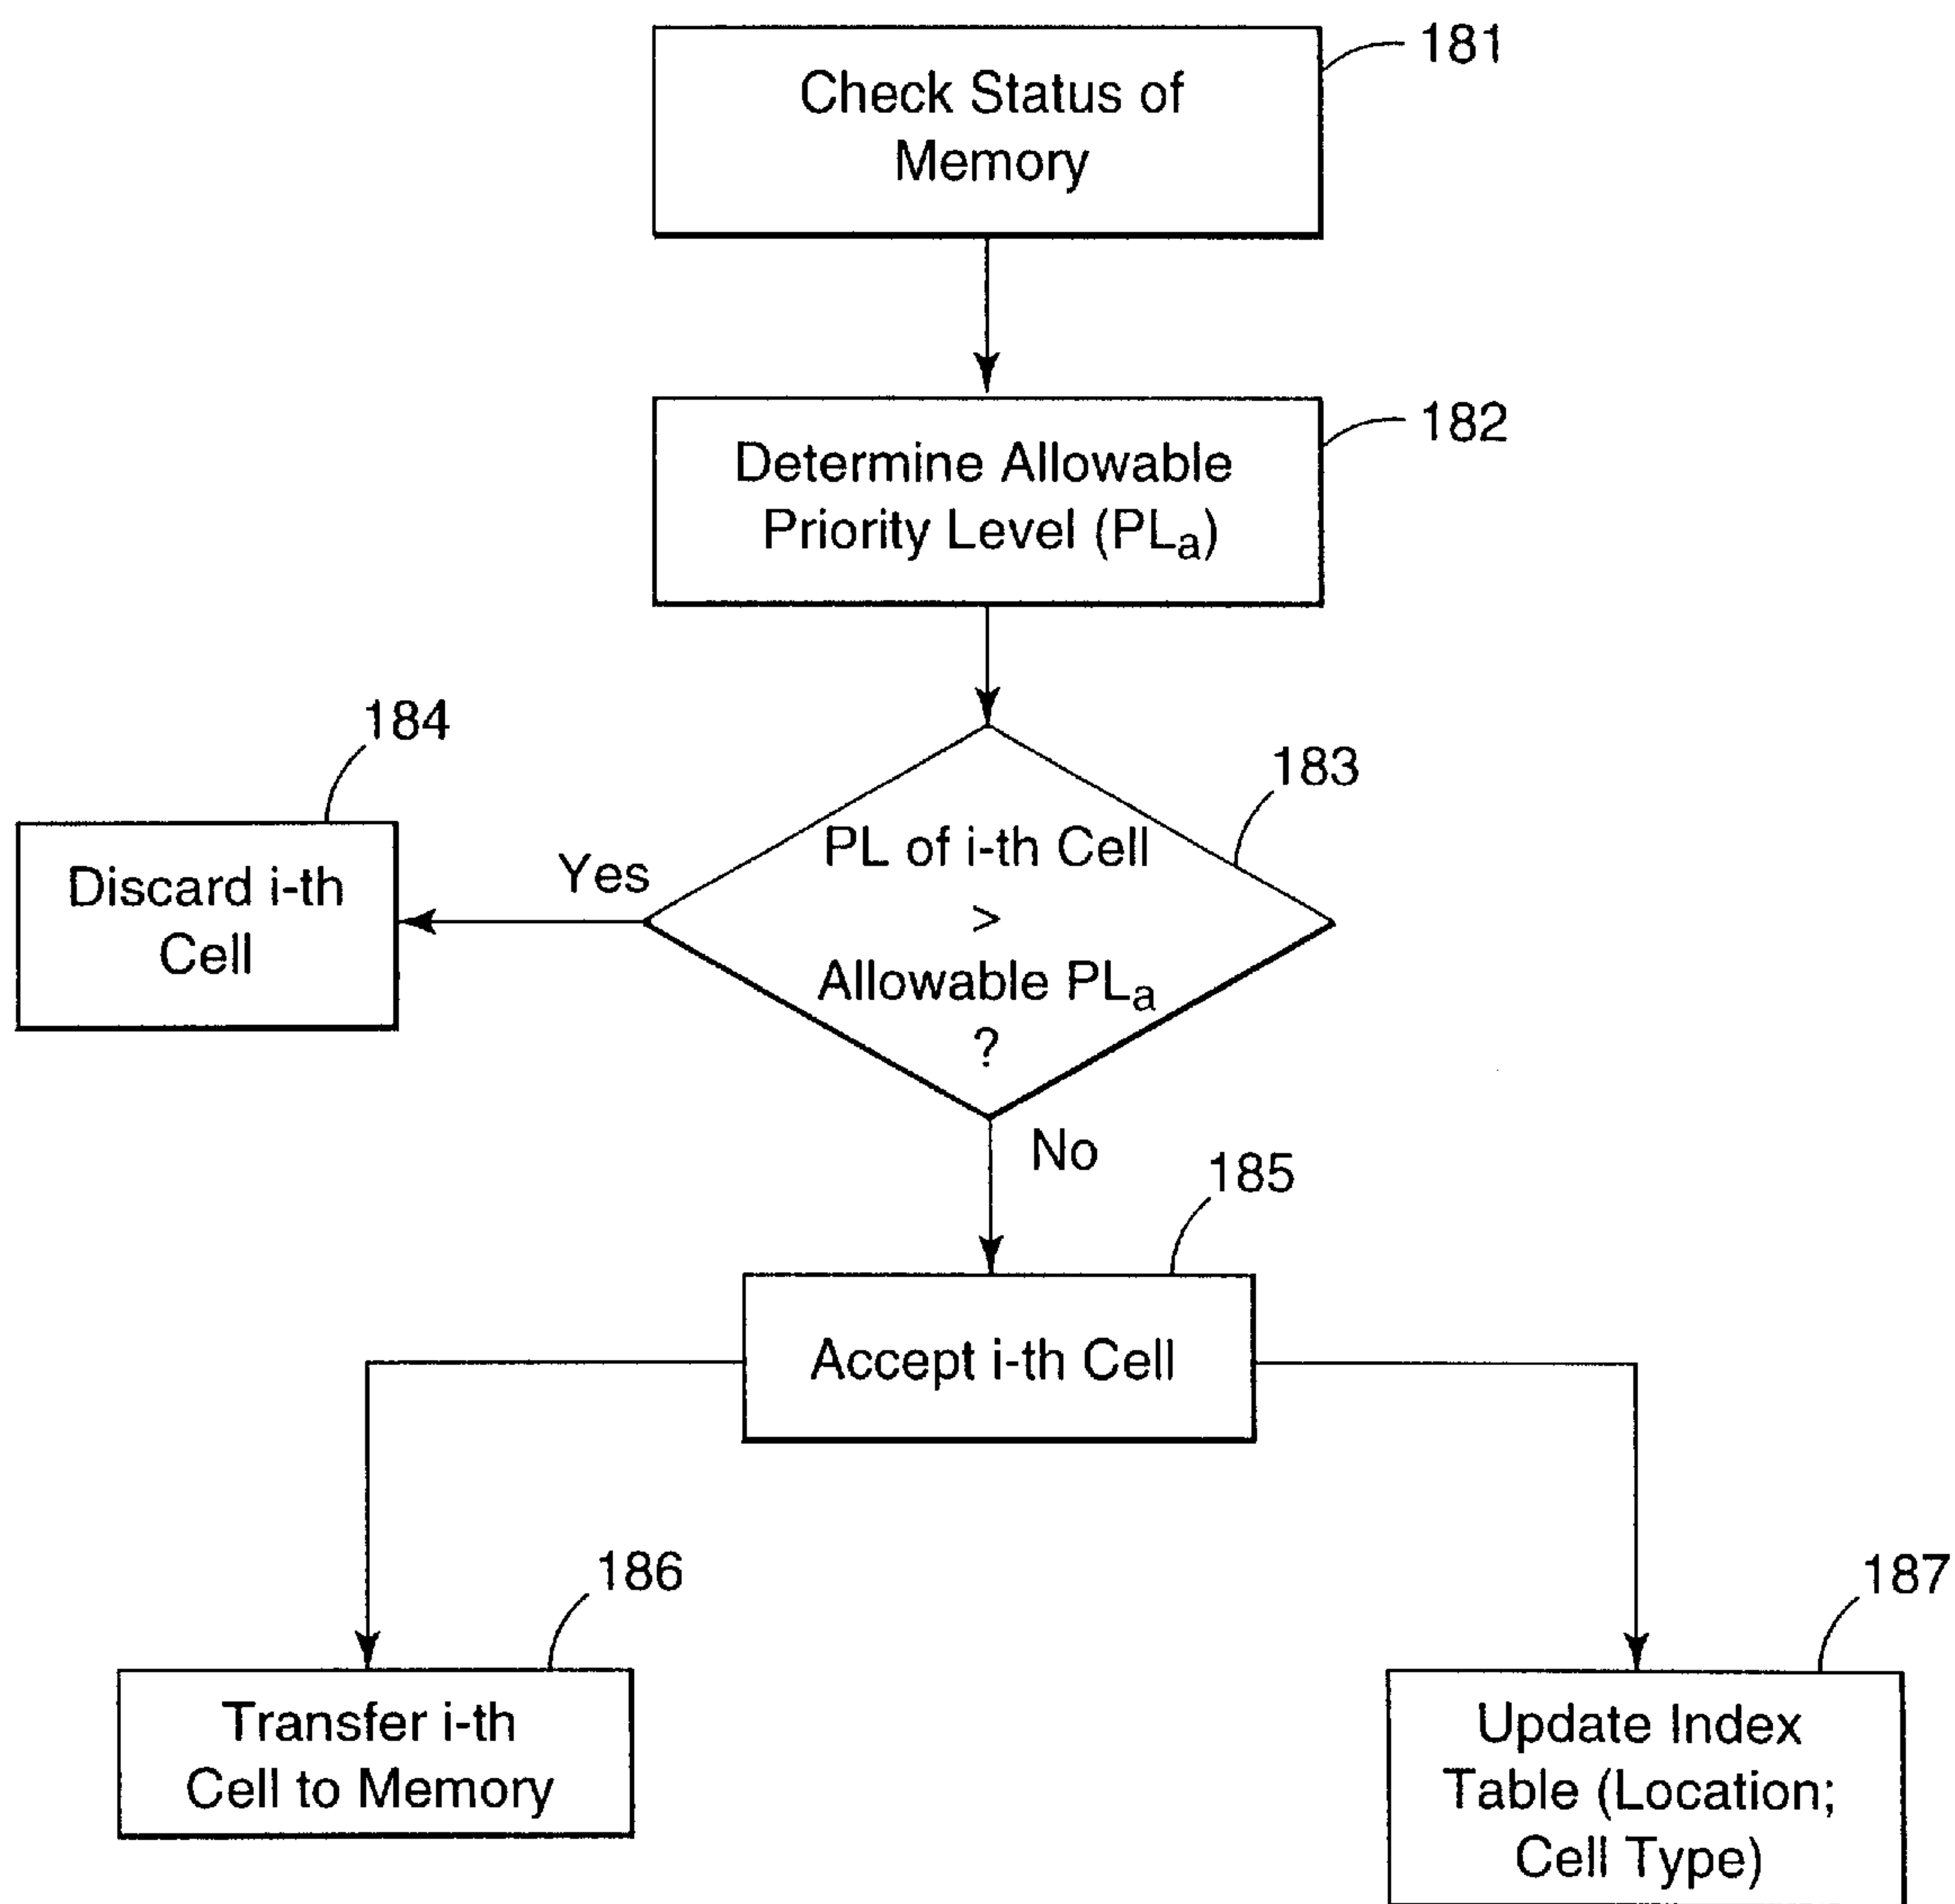 181
Check Status of
Memory
182
Determine Allowable
Priority Level (PLa)
184
183
Discard i-th
Cell
Yes
PL of i-th Cell
>
Allowable PLa
?
No
185
Accept i-th Cell
186
187
Transfer i-th
Cell to Memory
Update Index
Table (Location;
Cell Type)